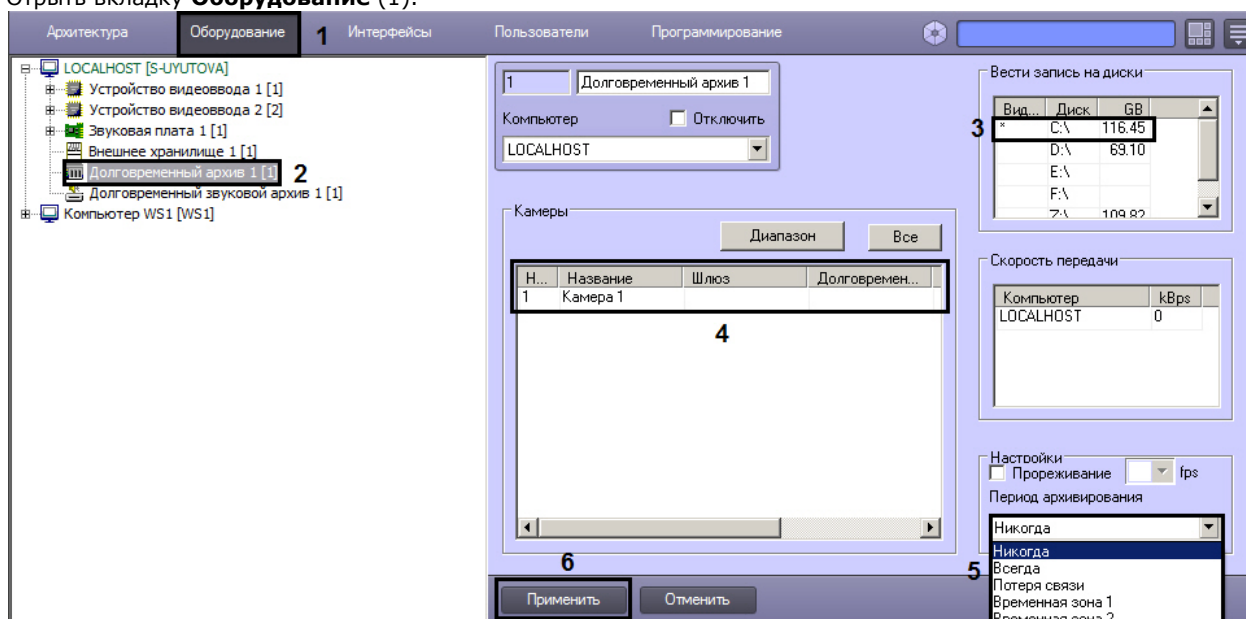 Отрыть вкладку Оборудование (1).
Архитектура Оборудование 1 Интерфейсы Пользователи Программирование
LOCALHOST [S-UYUTOVA]
Устройство видеоввода 1 [1]
Устройство видеоввода 2 [2]
Звуковая плата 1 [1]
Внешнее хранилище 1 [1]
Долговременный архив 1 [1] 2
Долговременный звуковой архив 1 [1]
Компьютер WS1 [WS1]
1 Долговременный архив 1
Компьютер Отключить
LOCALHOST
Камеры
Диапазон Все
Н... Название Шлюз Долговремен...
1 Камера 1
4
Вести запись на диски
Вид... Диск GB
3 * C:\ 116.45
D:\ 69.10
E:\
F:\
Z:\ 109.82
Скорость передачи
Компьютер kBps
LOCALHOST 0
Настройки
Прореживание fps
Период архивирования
Никогда
Никогда
5 Всегда
Потеря связи
Временная зона 1
Временная зона 2
6
Применить Отменить